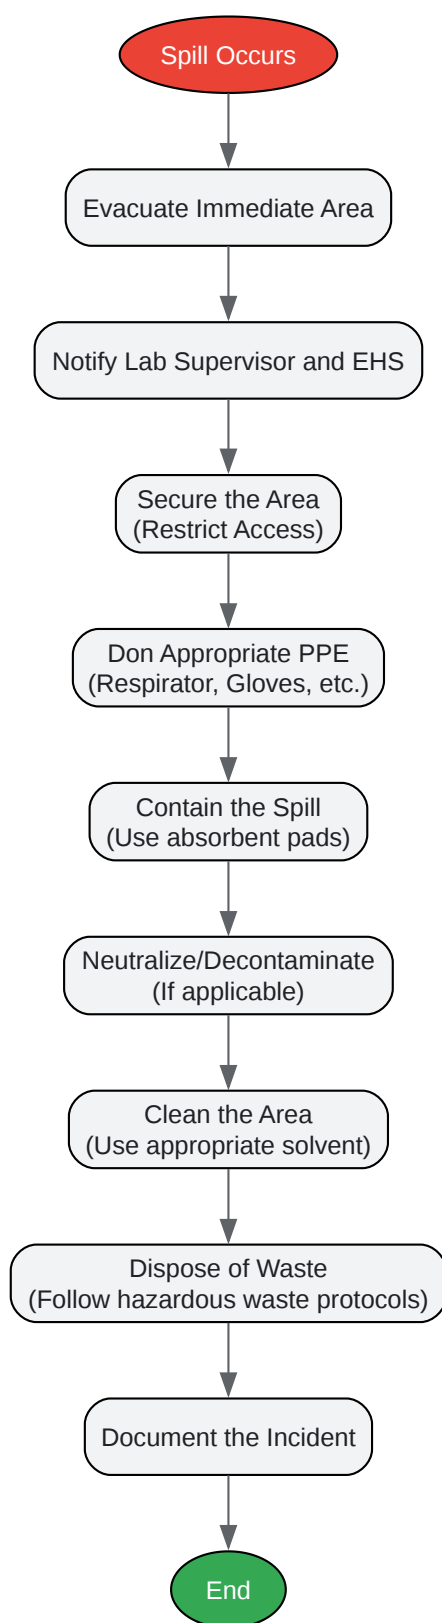 Spill Occurs
Evacuate Immediate Area
Notify Lab Supervisor and EHS
Secure the Area
(Restrict Access)
Don Appropriate PPE
(Respirator, Gloves, etc.)
Contain the Spill
(Use absorbent pads)
Neutralize/Decontaminate
(If applicable)
Clean the Area
(Use appropriate solvent)
Dispose of Waste
(Follow hazardous waste protocols)
Document the Incident
End